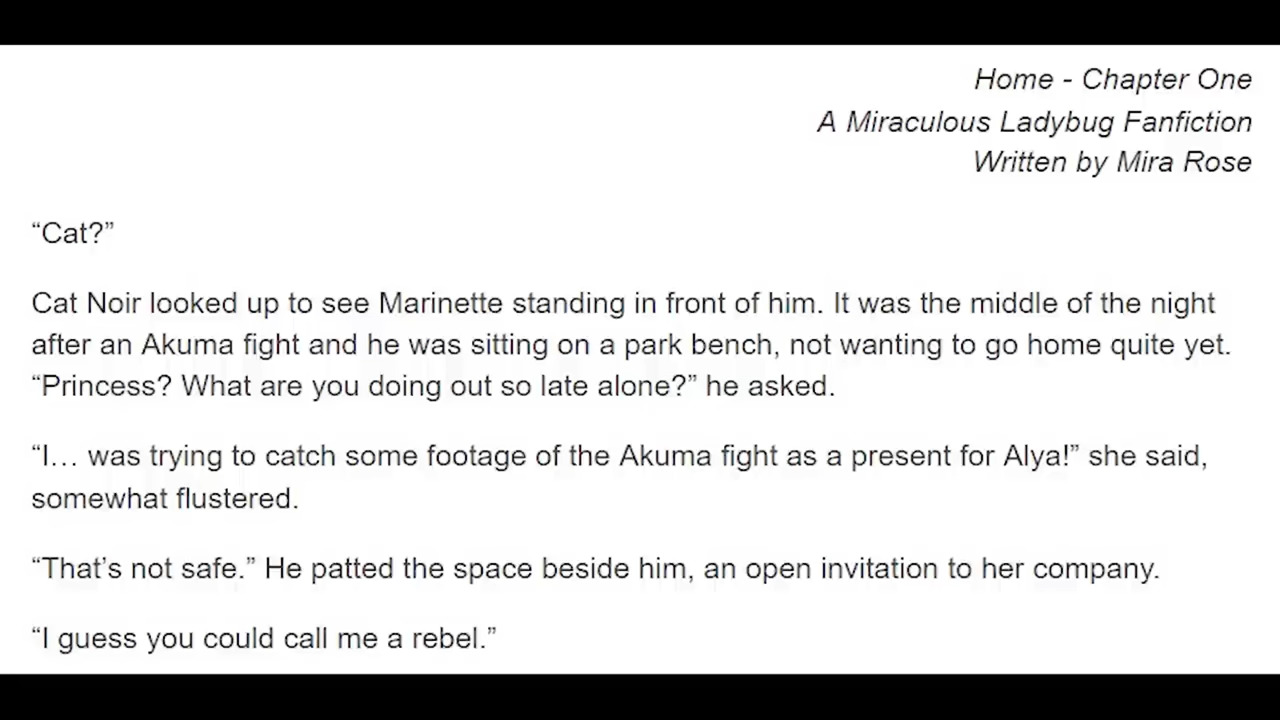 Home - Chapter One
A Miraculous Ladybug Fanfiction
Written by Mira Rose
“Cat?”
Cat Noir looked up to see Marinette standing in front of him. It was the middle of the night
after an Akuma fight and he was sitting on a park bench, not wanting to go home quite yet.
“Princess? What are you doing out so late alone?” he asked.
“I… was trying to catch some footage of the Akuma fight as a present for Alya!” she said,
somewhat flustered.
“That’s not safe.” He patted the space beside him, an open invitation to her company.
“I guess you could call me a rebel.”